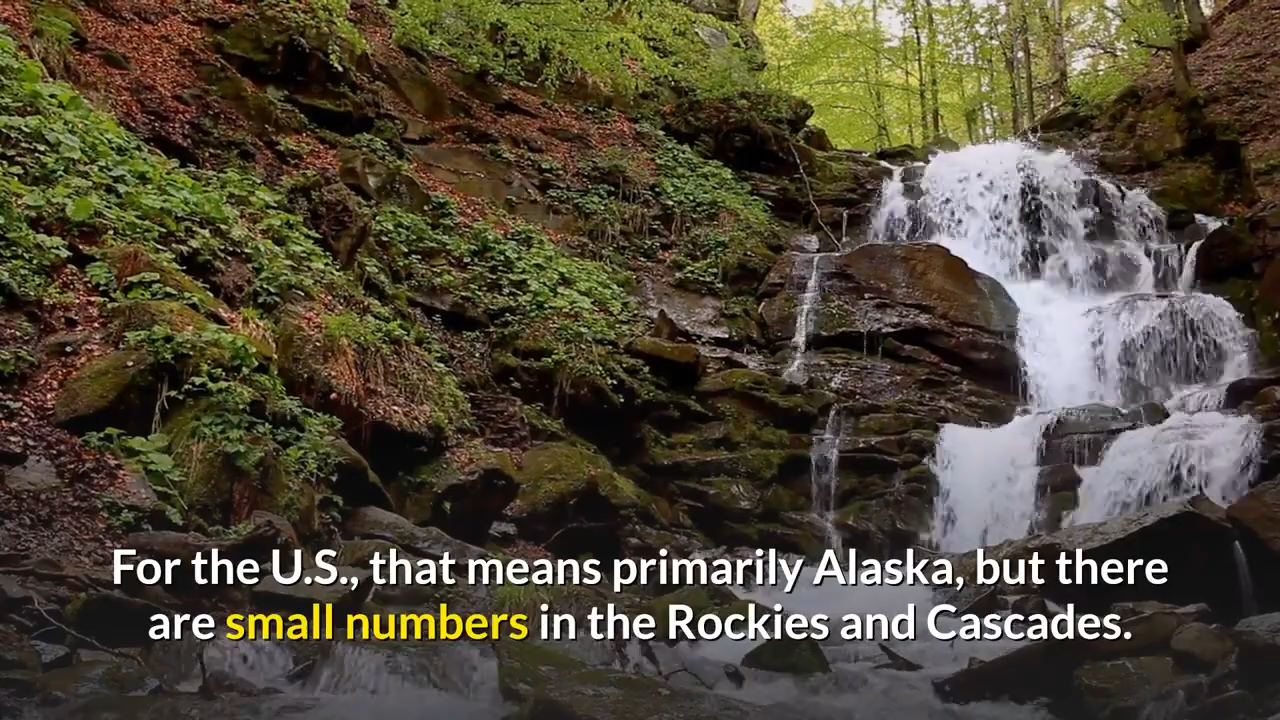 For the U.S., that means primarily Alaska, but there
are small numbers in the Rockies and Cascades.